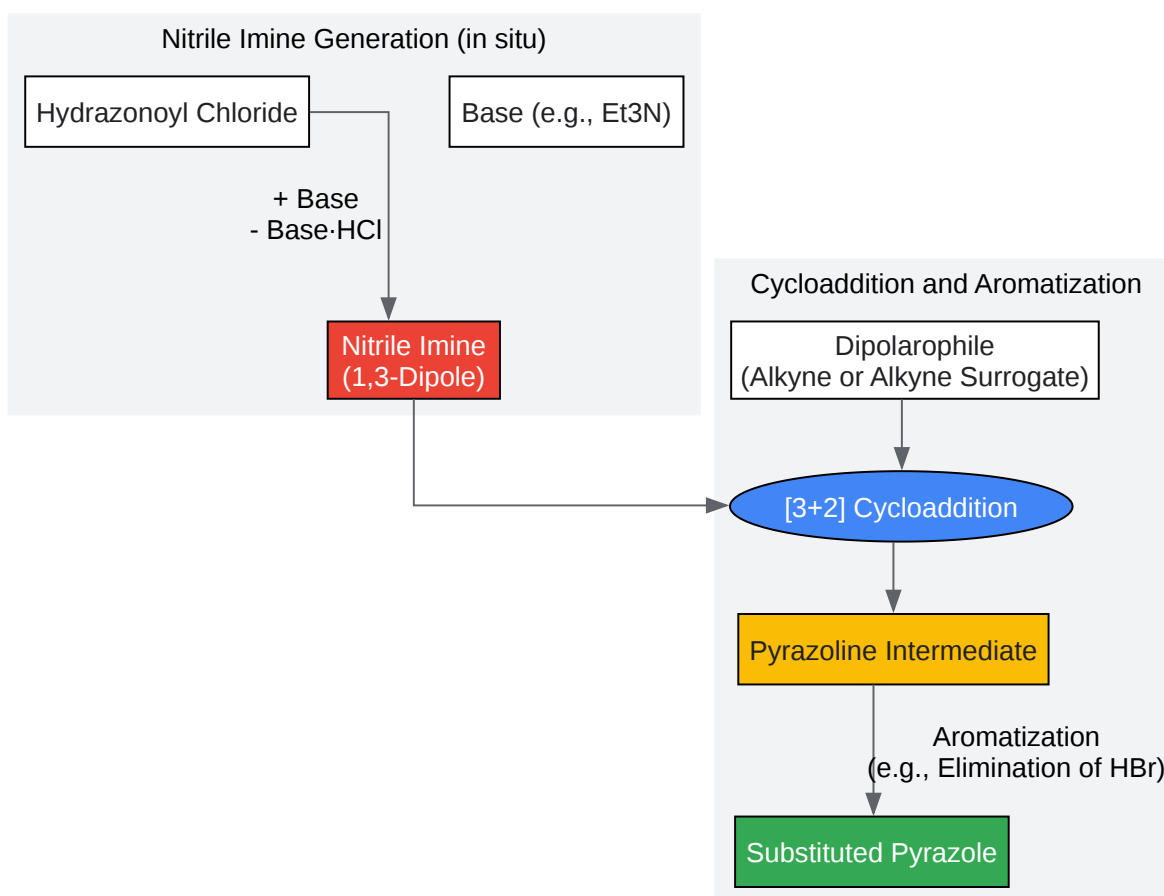 Nitrile Imine Generation (in situ)
Hydrazonoyl Chloride
Base (e.g., Et3N)
+ Base
- Base·HCl
Nitrile Imine
(1,3-Dipole)
Cycloaddition and Aromatization
Dipolarophile
(Alkyne or Alkyne Surrogate)
[3+2] Cycloaddition
Pyrazoline Intermediate
Aromatization
(e.g., Elimination of HBr)
Substituted Pyrazole